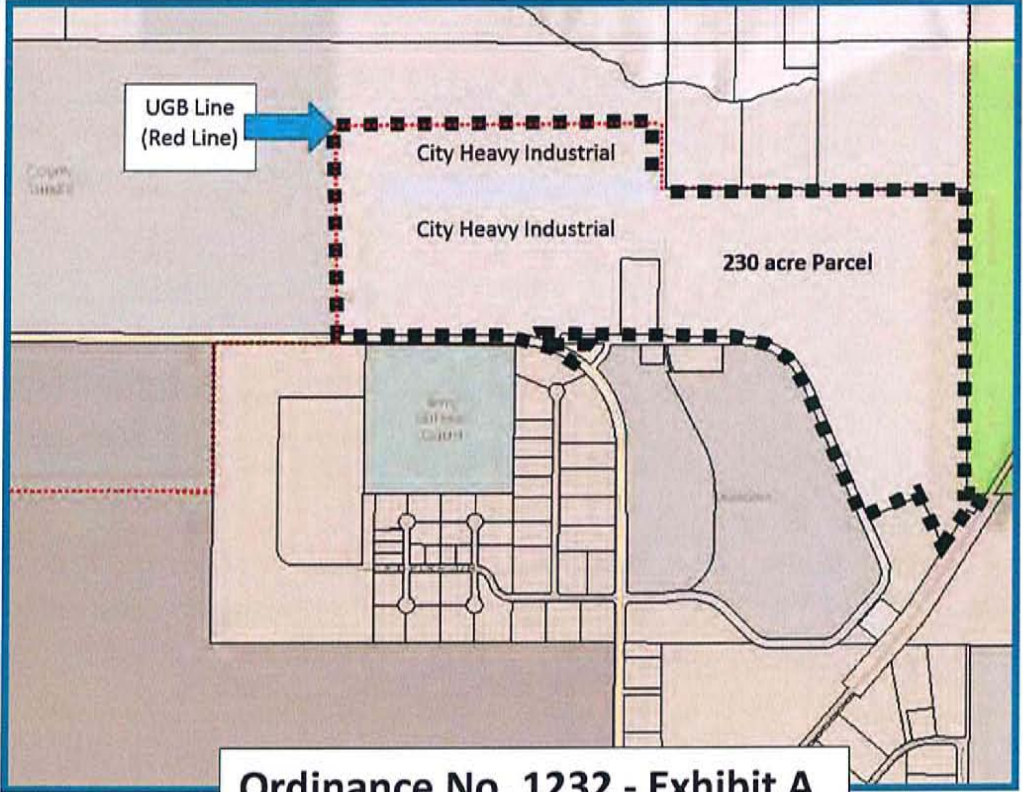 UGB Line
(Red Line)
City Heavy Industrial
City Heavy Industrial
230 acre Parcel
Ordinance No. 1232 - Exhibit A